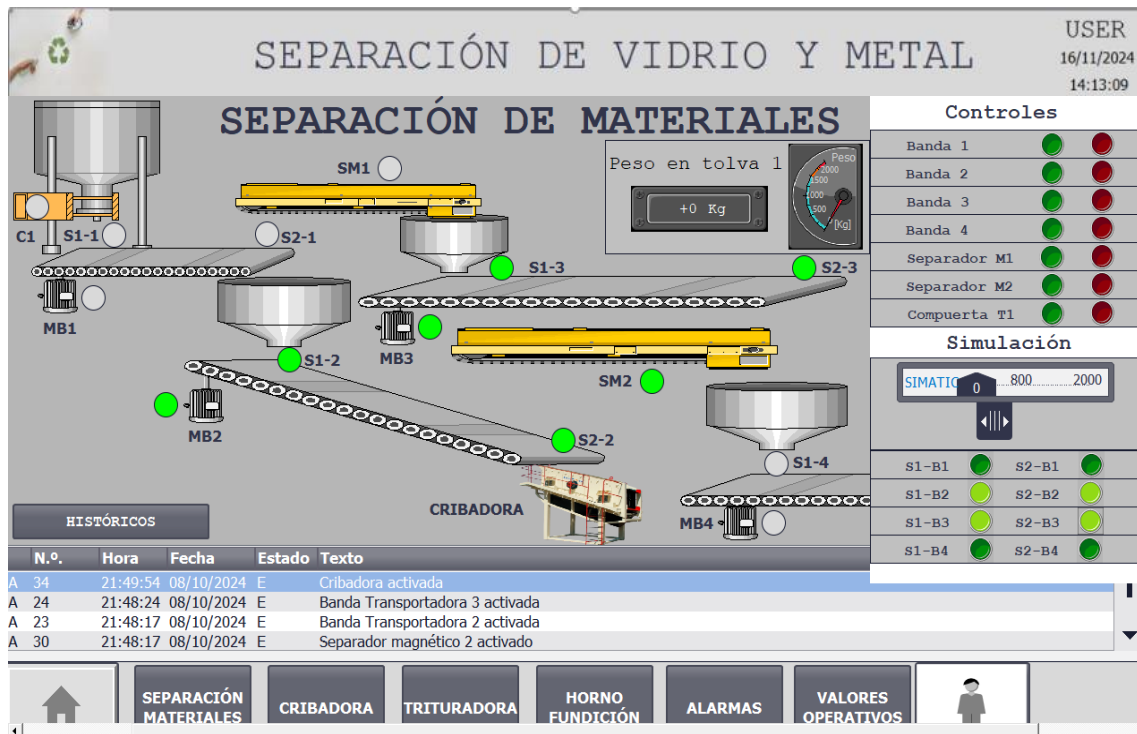 SEPARACIÓN DE VIDRIO Y METAL
USER
16/11/2024
14:13:09
SEPARACIÓN DE MATERIALES
Peso en tolva 1
+0 Kg
Peso
2000
1500
1000
500
[Kg]
SM1
C1
S1-1
S2-1
S1-3
S2-3
MB1
MB3
S1-2
SM2
MB2
S2-2
S1-4
CRIBADORA
MB4
HISTÓRICOS
Controles
Banda 1
Banda 2
Banda 3
Banda 4
Separador M1
Separador M2
Compuerta T1
Simulación
SIMATIC 0 800 2000
S1-B1 S2-B1
S1-B2 S2-B2
S1-B3 S2-B3
S1-B4 S2-B4
N.º. Hora Fecha Estado Texto
A 34 21:49:54 08/10/2024 E Cribadora activada
A 24 21:48:24 08/10/2024 E Banda Transportadora 3 activada
A 23 21:48:17 08/10/2024 E Banda Transportadora 2 activada
A 30 21:48:17 08/10/2024 E Separador magnético 2 activado
SEPARACIÓN
MATERIALES
CRIBADORA
TRITURADORA
HORNO
FUNDICIÓN
ALARMAS
VALORES
OPERATIVOS